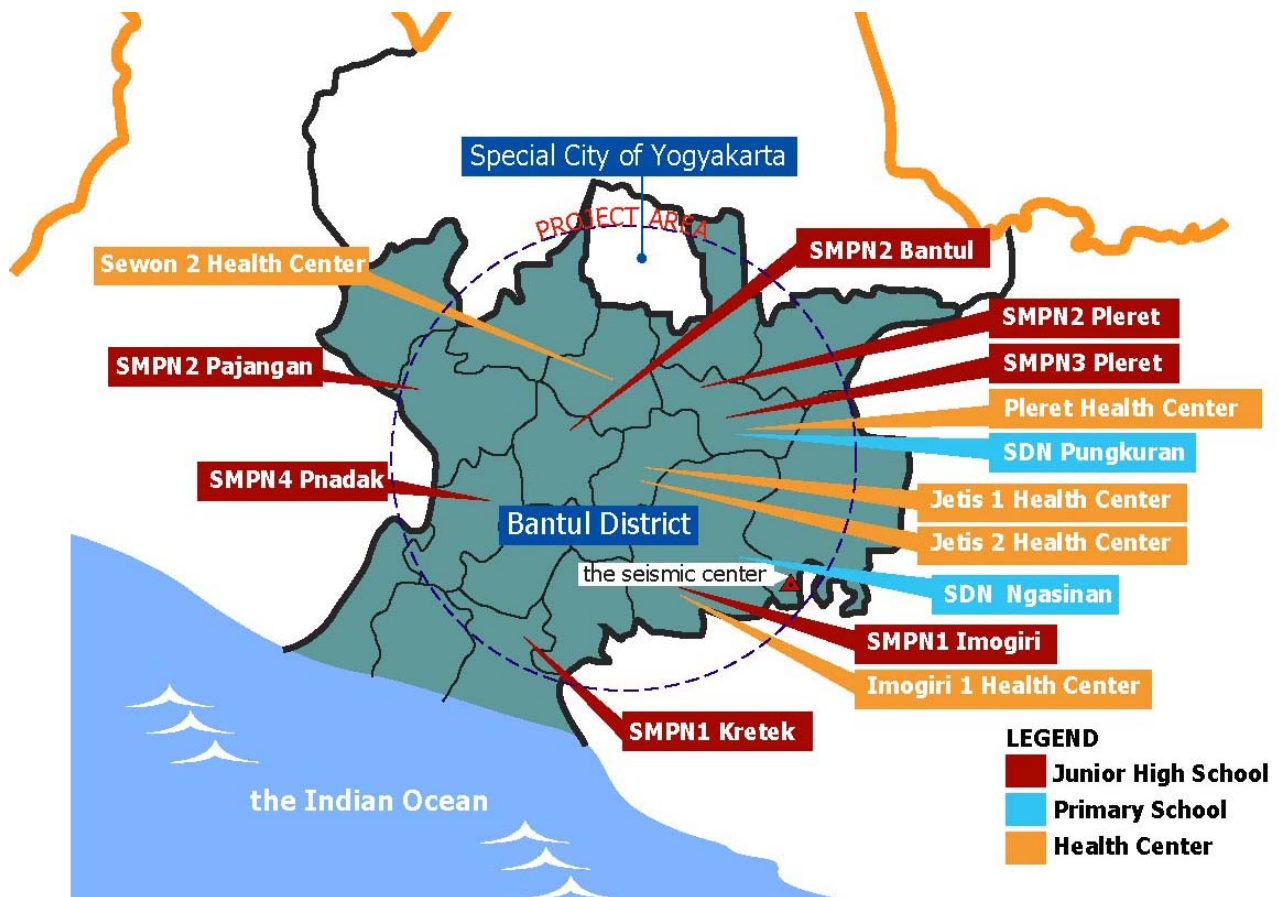 Special City of Yogyakarta
PROJECT AREA
Sewon 2 Health Center
SMPN2 Bantul
SMPN2 Pleret
SMPN2 Pajangan
SMPN3 Pleret
Pleret Health Center
SDN Pungkuran
SMPN4 Pnadak
Jetis 1 Health Center
Bantul District
Jetis 2 Health Center
the seismic center
SDN Ngasinan
SMPN1 Imogiri
Imogiri 1 Health Center
SMPN1 Kretek
the Indian Ocean
LEGEND
Junior High School
Primary School
Health Center